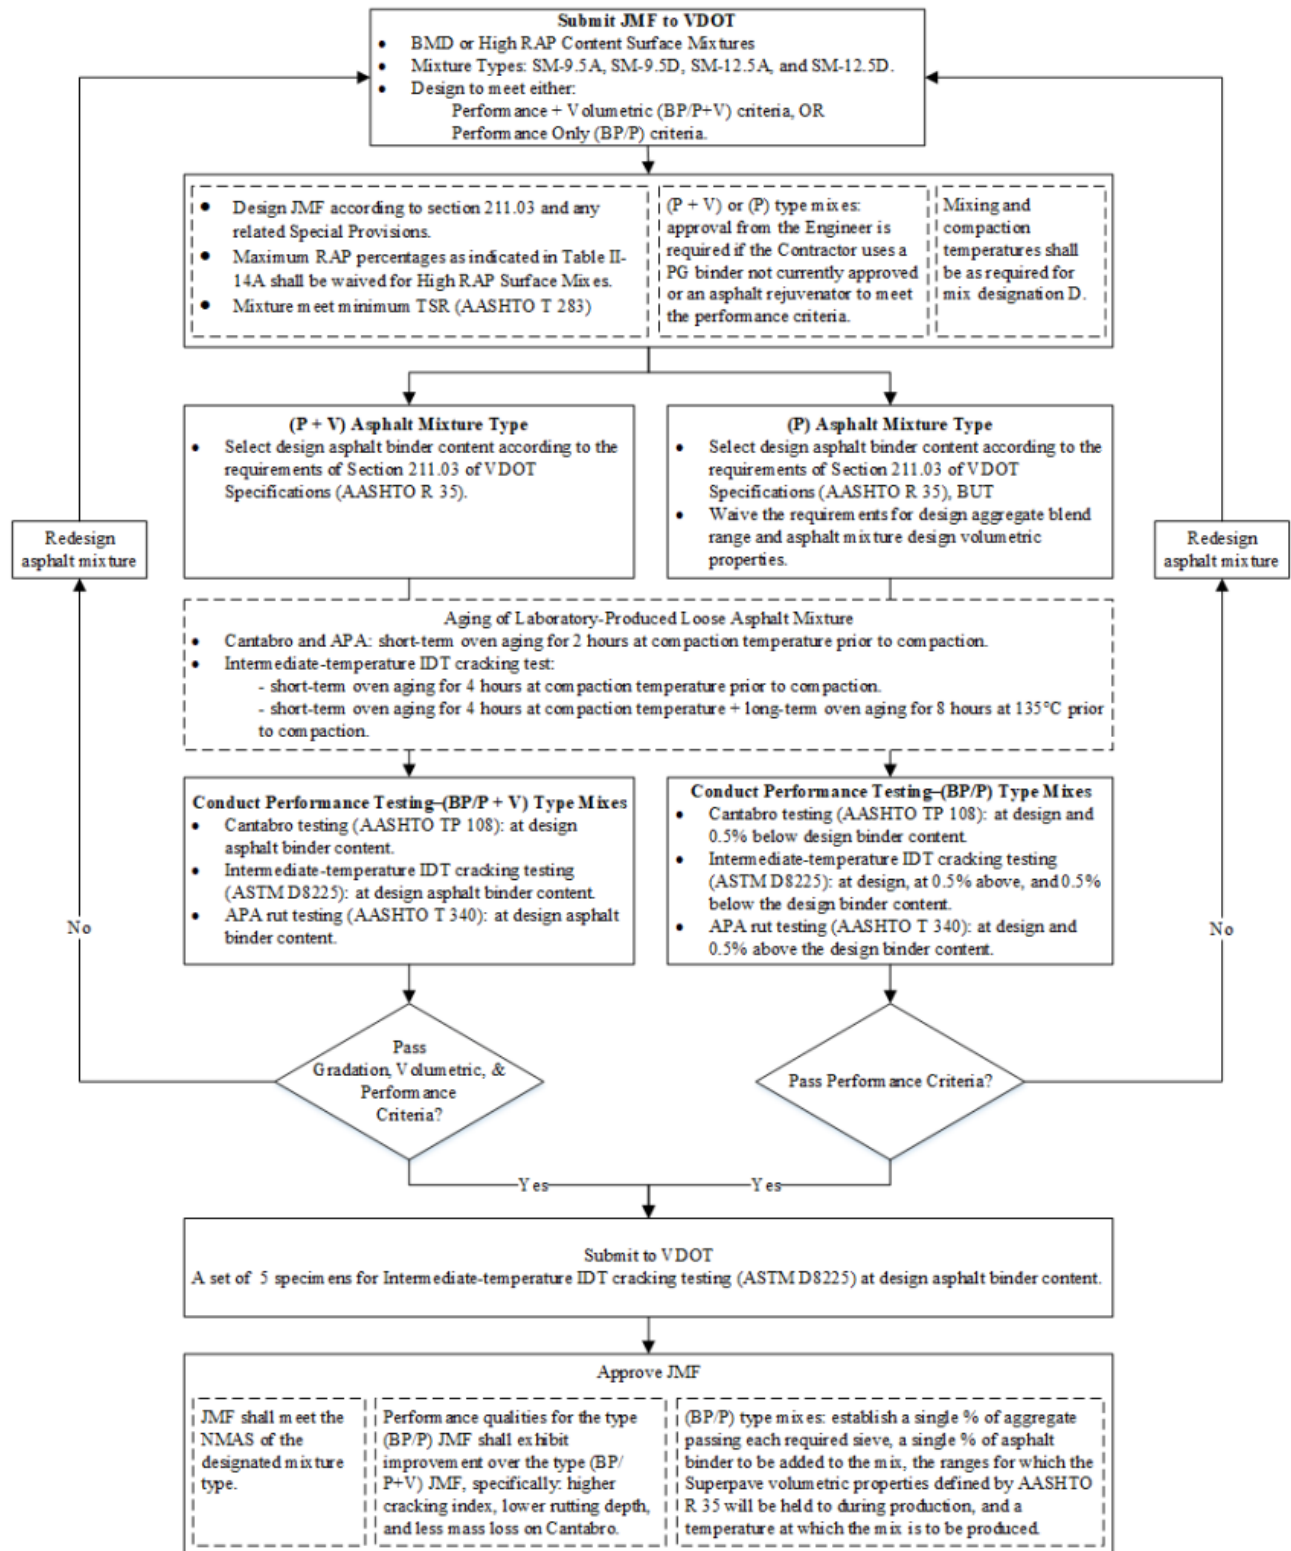 Submit JMF to VDOT
• BMD or High RAP Content Surface Mixtures
• Mixture Types: SM-9.5A, SM-9.5D, SM-12.5A, and SM-12.5D.
• Design to meet either:
Performance + Volumetric (BP/P+V) criteria, OR
Performance Only (BP/P) criteria.
• Design JMF according to section 211.03 and any
related Special Provisions.
• Maximum RAP percentages as indicated in Table II-
14A shall be waived for High RAP Surface Mixes.
• Mixture meet minimum TSR (AASHTO T 283)
(P + V) or (P) type mixes:
approval from the Engineer is
required if the Contractor uses a
PG binder not currently approved
or an asphalt rejuvenator to meet
the performance criteria.
Mixing and
compaction
temperatures shall
be as required for
mix designation D.
(P + V) Asphalt Mixture Type
• Select design asphalt binder content according to the
requirements of Section 211.03 of VDOT
Specifications (AASHTO R 35).
(P) Asphalt Mixture Type
• Select design asphalt binder content according to the
requirements of Section 211.03 of VDOT
Specifications (AASHTO R 35), BUT
• Waive the requirements for design aggregate blend
range and asphalt mixture design volumetric
properties.
Redesign
asphalt mixture
Redesign
asphalt mixture
Aging of Laboratory-Produced Loose Asphalt Mixture
• Cantabro and APA: short-term oven aging for 2 hours at compaction temperature prior to compaction.
• Intermediate-temperature IDT cracking test:
- short-term oven aging for 4 hours at compaction temperature prior to compaction.
- short-term oven aging for 4 hours at compaction temperature + long-term oven aging for 8 hours at 135°C prior
to compaction.
Conduct Performance Testing–(BP/P + V) Type Mixes
• Cantabro testing (AASHTO TP 108): at design
asphalt binder content.
• Intermediate-temperature IDT cracking testing
(ASTM D8225): at design asphalt binder content.
• APA rut testing (AASHTO T 340): at design asphalt
binder content.
Conduct Performance Testing–(BP/P) Type Mixes
• Cantabro testing (AASHTO TP 108): at design and
0.5% below design binder content.
• Intermediate-temperature IDT cracking testing
(ASTM D8225): at design, at 0.5% above, and 0.5%
below the design binder content.
• APA rut testing (AASHTO T 340): at design and
0.5% above the design binder content.
No
No
Pass
Gradation, Volumetric, &
Performance
Criteria?
Pass Performance Criteria?
Yes
Yes
Submit to VDOT
A set of 5 specimens for Intermediate-temperature IDT cracking testing (ASTM D8225) at design asphalt binder content.
Approve JMF
JMF shall meet the
NMAS of the
designated mixture
type.
Performance qualities for the type
(BP/P) JMF shall exhibit
improvement over the type (BP/
P+V) JMF, specifically: higher
cracking index, lower rutting depth,
and less mass loss on Cantabro.
(BP/P) type mixes: establish a single % of aggregate
passing each required sieve, a single % of asphalt
binder to be added to the mix, the ranges for which the
Superpave volumetric properties defined by AASHTO
R 35 will be held to during production, and a
temperature at which the mix is to be produced.